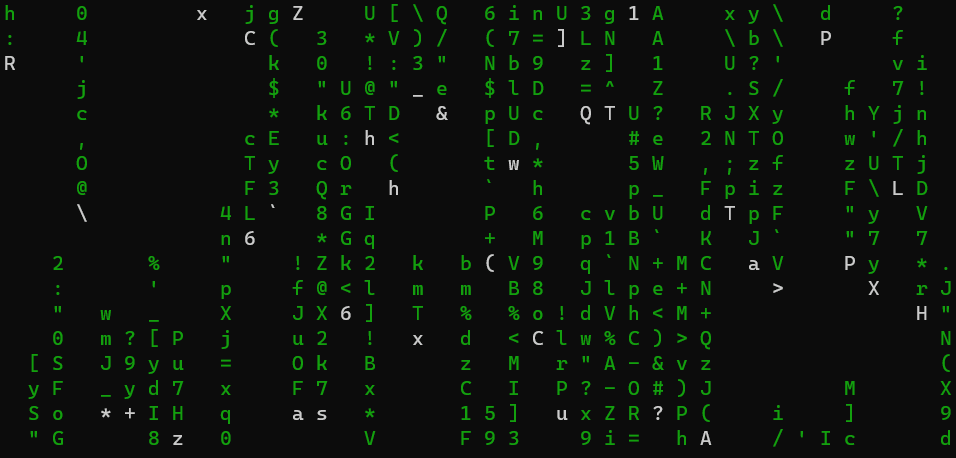 h 0 x j g Z U [ \ Q 6 i n U 3 g 1 A x y \ d ?
: 4 C ( 3 * V ) / ( 7 = ] L N A \ b \ P f
R ' k 0 ! : 3 " N b 9 z ] 1 U ? ' v i
j $ " U @ " _ e $ l D = ^ Z . S / f 7 !
c * k 6 T D & p U c Q T U ? R J X y h Y j n
, c E u : h < [ D , # e 2 N T O w ' / h
O T y c O ( t w * 5 W , ; z f z U T j
@ F 3 Q r h ` h p _ F p i z F \ L D
\ 4 L ` 8 G I P 6 c v b U d T p F " y V
n 6 * G q + M p 1 B ` K J ` " 7 7
2 % " ! Z k 2 k b ( V 9 q ` N + M C a V P y * .
: ' p f @ < l m m B 8 J l p e + N > X r J
" w _ X J X 6 ] T % % o ! d V h < M + H "
0 m ? [ P j u 2 ! x d < C l w % C ) > Q N
[ S J 9 y u = O k B z M r " A - & v z (
y F _ y d 7 x F 7 x C I P ? - O # ) J M X
S o * + I H q a s * 1 5 ] u x Z R ? P ( i ] 9
" G 8 z 0 V F 9 3 9 i = h A / ' I c d